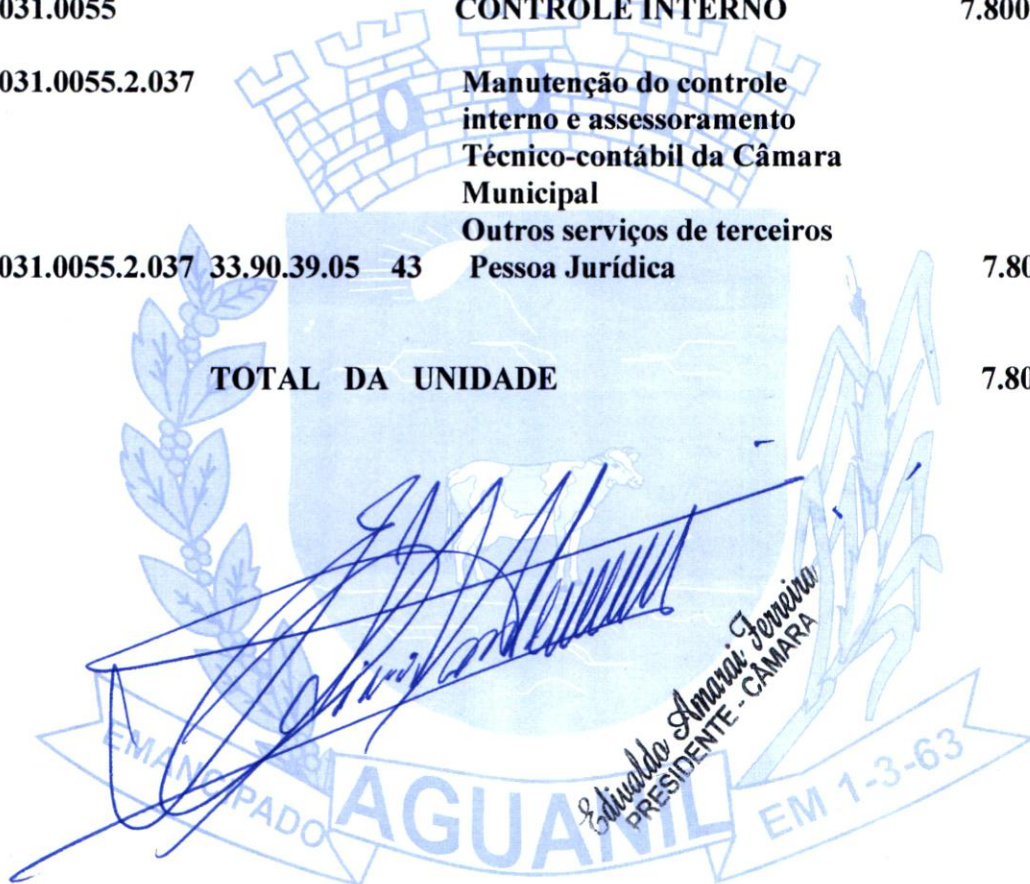 031.0055 CONTROLE INTERNO 7.800
031.0055.2.037 Manutenção do controle
interno e assessoramento
Técnico-contábil da Câmara
Municipal
Outros serviços de terceiros
031.0055.2.037 33.90.39.05 43 Pessoa Jurídica 7.80
TOTAL DA UNIDADE 7.80
Edivaldo Amaral Ferreira
PRESIDENTE - CÂMARA
EMANCIPADO AGUANIL EM 1-3-63